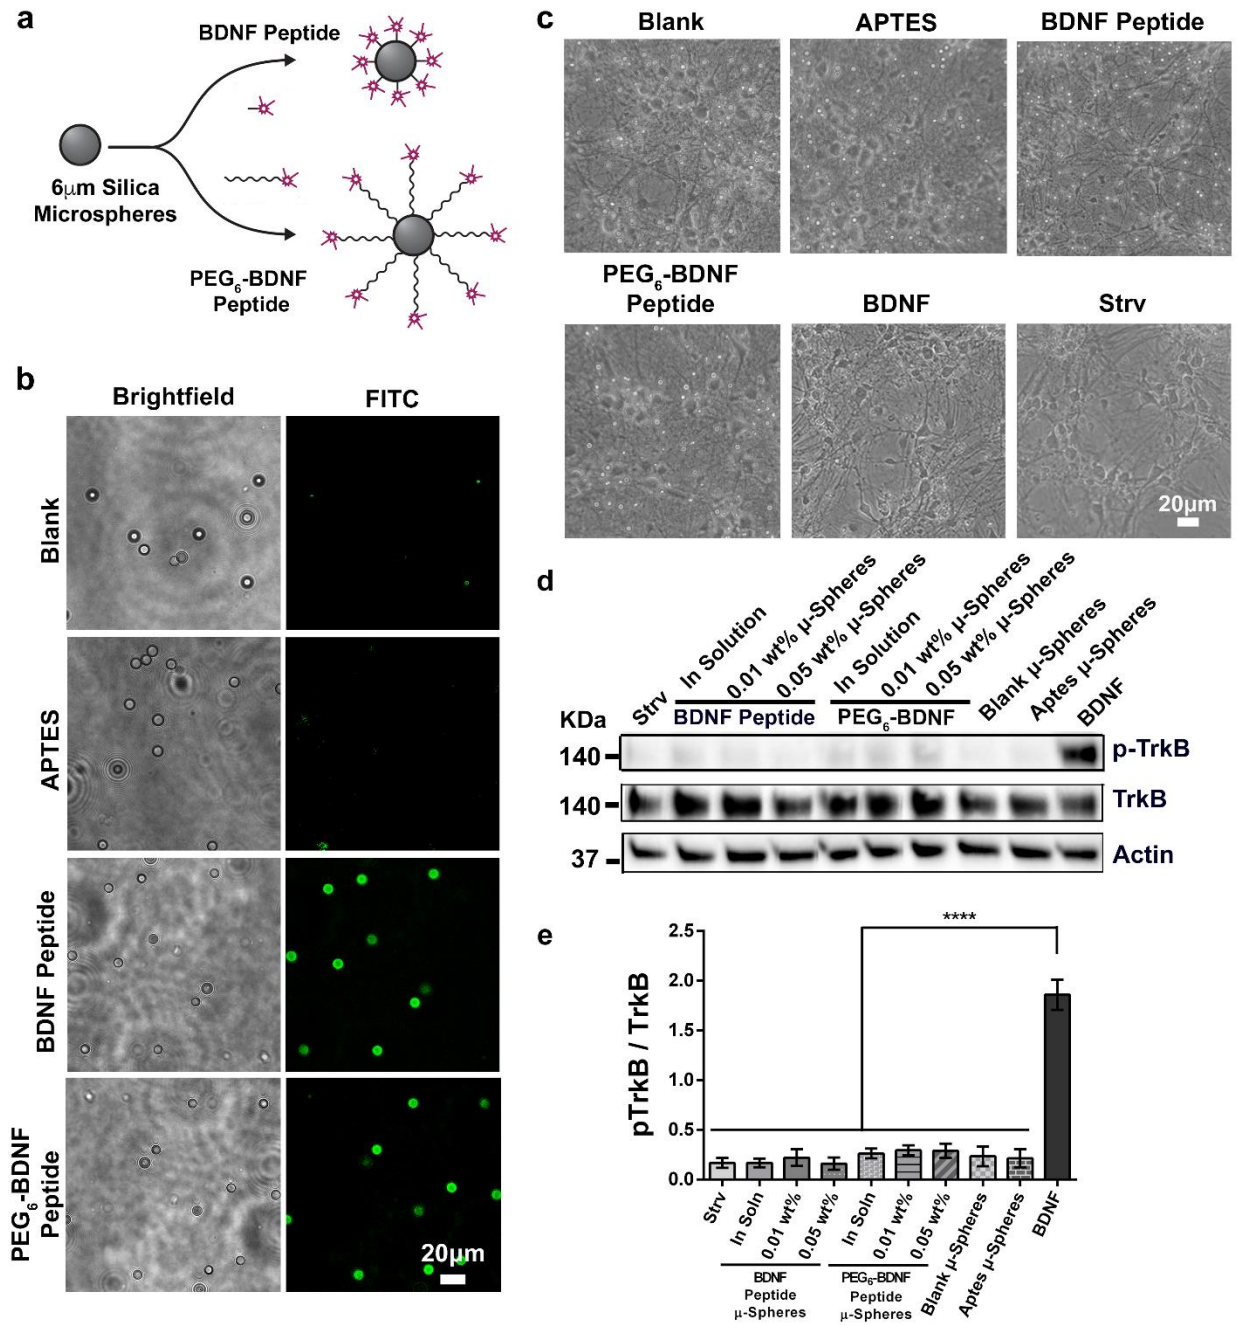 a
BDNF Peptide
6μm Silica
Microspheres
PEG6-BDNF
Peptide
b
Brightfield
FITC
Blank
APTES
BDNF Peptide
PEG6-BDNF
Peptide
20μm
c
Blank
APTES
BDNF Peptide
PEG6-BDNF
Peptide
BDNF
Strv
20μm
d
Strv
In Solution
0.01 wt% μ-Spheres
0.05 wt% μ-Spheres
In Solution
0.01 wt% μ-Spheres
0.05 wt% μ-Spheres
Blank μ-Spheres
Aptes μ-Spheres
BDNF
KDa
BDNF Peptide
PEG6-BDNF
140
p-TrkB
140
TrkB
37
Actin
e
****
pTrkB / TrkB
2.5
2.0
1.5
1.0
0.5
0.0
Strv
In Soln
0.01 wt%
0.05 wt%
In Soln
0.01 wt%
0.05 wt%
Blank μ-Spheres
Aptes μ-Spheres
BDNF
BDNF
Peptide
μ-Spheres
PEG6-BDNF
Peptide
μ-Spheres